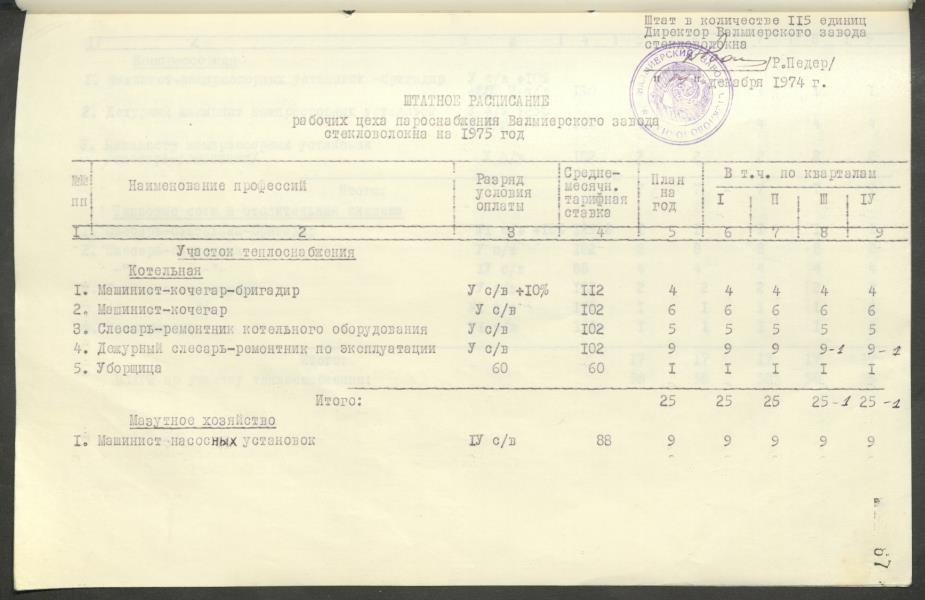 Штат в количестве II5 единиц
Директор Валмиерского завода
стекловолокна
/Р.Педер/
декабря 1974 г.
ШТАТНОЕ РАСПИСАНИЕ
рабочих цеха пароснабжения Валмиерского завода
стекловолокна на I975 год
№№ пп Наименование профессий Разряд условия оплаты Средне-месячн. тарифная ставка План на год В т.ч. по кварталам
I П Ш IУ
I 2 3 4 5 6 7 8 9
Участок теплоснабжения
Котельная
I. Машинист-кочегар-бригадир У с/в +10% II2 4 4 4 4 4
2. Машинист-кочегар У с/в I02 6 6 6 6 6
3. Слесарь-ремонтник котельного оборудования У с/в I02 5 5 5 5 5
4. Дежурный слесарь-ремонтник по эксплуатации У с/в I02 9 9 9 9-1 9-1
5. Уборщица 60 60 I I I I I
Итого: 25 25 25 25-1 25-1
Мазутное хозяйство
I. Машинист насосных установок IУ с/в 88 9 9 9 9 9
67